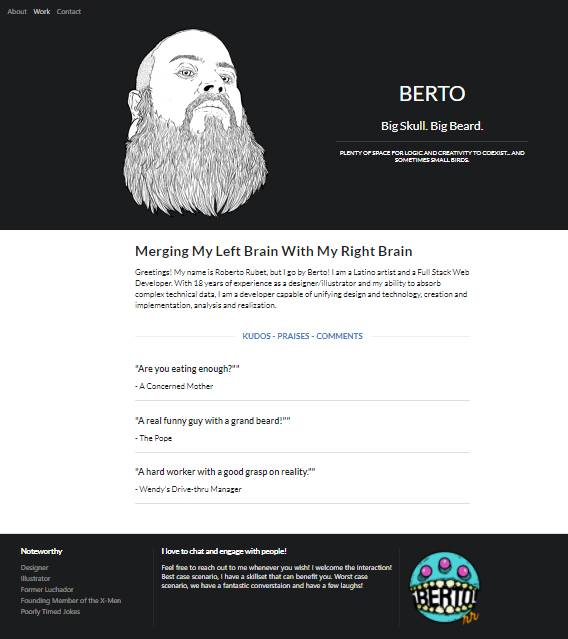 About Work Contact
BERTO
Big Skull. Big Beard.
PLENTY OF SPACE FOR LOGIC AND CREATIVITY TO COEXIST... AND
SOMETIMES SMALL BIRDS.
Merging My Left Brain With My Right Brain
Greetings! My name is Roberto Rubet, but I go by Berto! I am a Latino artist and a Full Stack Web
Developer. With 18 years of experience as a designer/illustrator and my ability to absorb
complex technical data, I am a developer capable of unifying design and technology, creation and
implementation, analysis and realization.
KUDOS - PRAISES - COMMENTS
"Are you eating enough?""
- A Concerned Mother
"A real funny guy with a grand beard!""
- The Pope
"A hard worker with a good grasp on reality.""
- Wendy's Drive-thru Manager
Noteworthy
Designer
Illustrator
Former Luchador
Founding Member of the X-Men
Poorly Timed Jokes
I love to chat and engage with people!
Feel free to reach out to me whenever you wish! I welcome the interaction!
Best case scenario, I have a skillset that can benefit you. Worst case
scenario, we have a fantastic converstaion and have a few laughs!
BERTO!